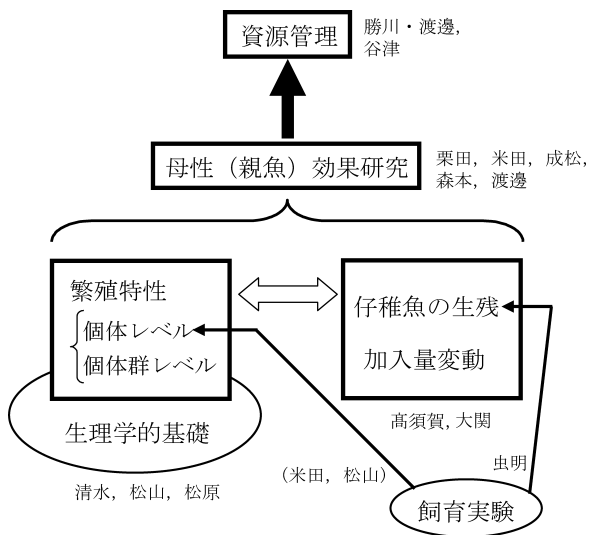 資源管理
勝川・渡邊，
谷津
母性（親魚）効果研究
栗田，米田，成松，
森本，渡邊
繁殖特性
個体レベル
個体群レベル
仔稚魚の生残
加入量変動
生理学的基礎
髙須賀，大関
清水，松山，松原
（米田，松山）
虫明
飼育実験